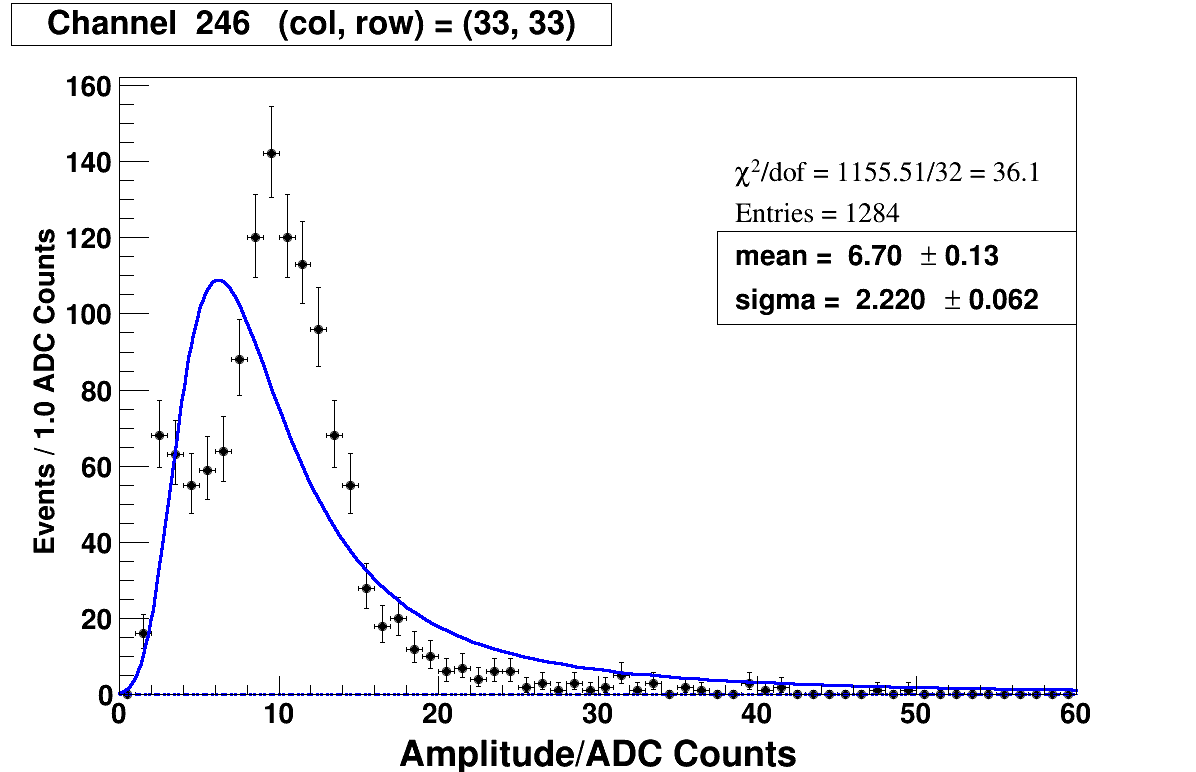 Channel 246 (col, row) = (33, 33)
160
140
120
100
80
60
40
20
0
Events / 1.0 ADC Counts
χ²/dof = 1155.51/32 = 36.1
Entries = 1284
mean = 6.70 ± 0.13
sigma = 2.220 ± 0.062
0 10 20 30 40 50 60
Amplitude/ADC Counts